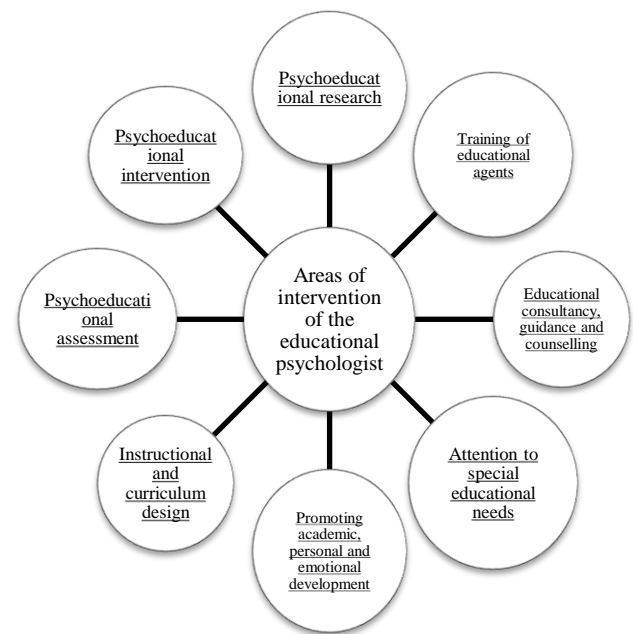 Psychoeducat
ional research
Training of
educational
agents
Educational
consultancy,
guidance and
counselling
Attention to
special
educational
needs
Promoting
academic,
personal and
emotional
development
Instructional
and
curriculum
design
Psychoeducati
onal
assessment
Psychoeducat
ional
intervention
Areas of
intervention
of the
educational
psychologist